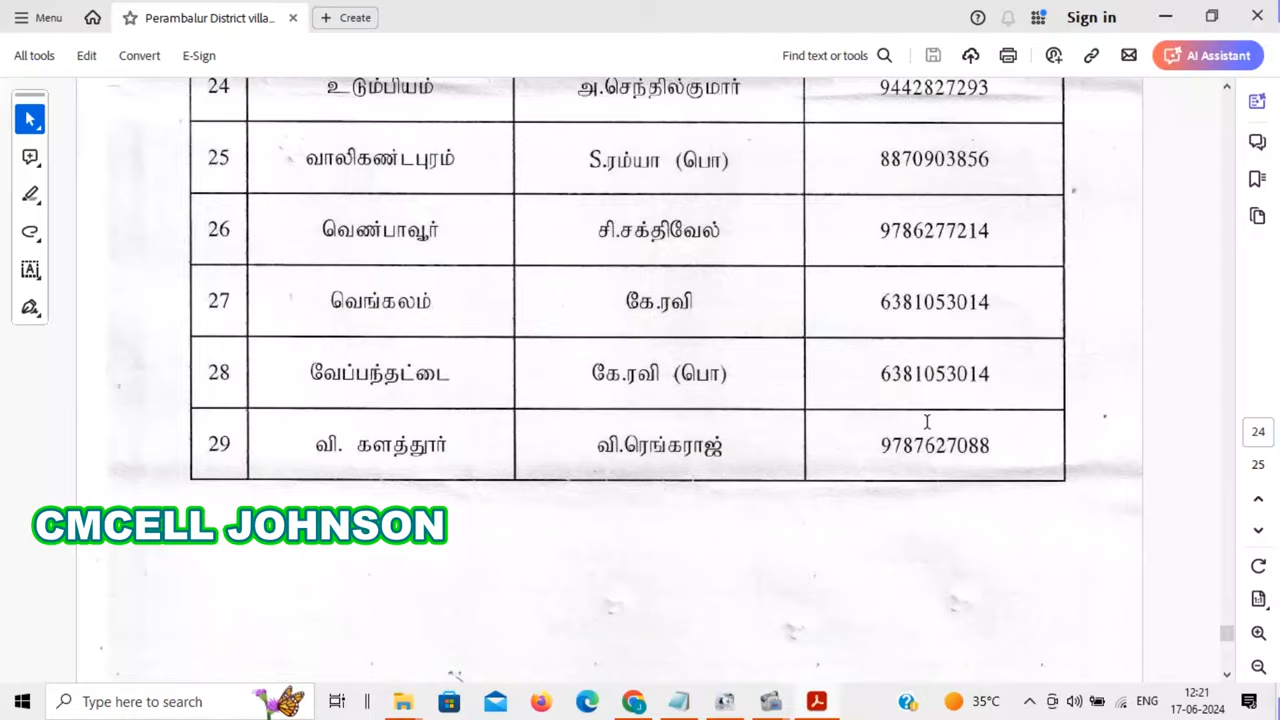 Menu Perambalur District villa... Create Sign in
All tools Edit Convert E-Sign Find text or tools AI Assistant
24 உடும்பியம் அ.செந்தில்குமார் 9442827293
25 வாலிகண்டபுரம் S.ரம்யா (பொ) 8870903856
26 வெண்பாவூர் சி.சக்திவேல் 9786277214
27 வெங்கலம் கே.ரவி 6381053014
28 வேப்பந்தட்டை கே.ரவி (பொ) 6381053014
29 வி. களத்தூர் வி.ரெங்கராஜ் 9787627088
24
25
CMCELL JOHNSON
Type here to search 35°C ENG 12:21
17-06-2024